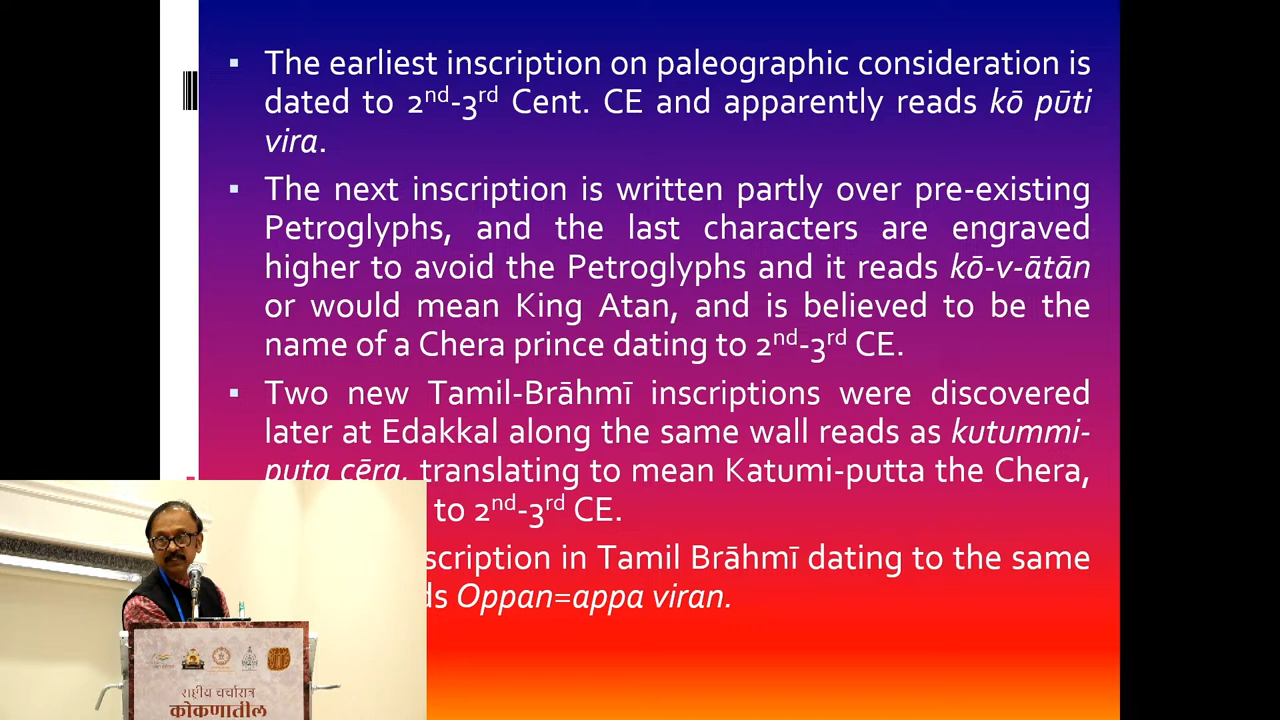 The earliest inscription on paleographic consideration is
dated to 2nd-3rd Cent. CE and apparently reads kō pūti
vira.
The next inscription is written partly over pre-existing
Petroglyphs, and the last characters are engraved
higher to avoid the Petroglyphs and it reads kō-v-ātān
or would mean King Atan, and is believed to be the
name of a Chera prince dating to 2nd-3rd CE.
Two new Tamil-Brāhmī inscriptions were discovered
later at Edakkal along the same wall reads as kutummi-
puta cēra, translating to mean Katumi-putta the Chera,
to 2nd-3rd CE.
scription in Tamil Brāhmī dating to the same
ds Oppan=appa viran.
राष्ट्रीय चर्चासत्र
कोकणातील